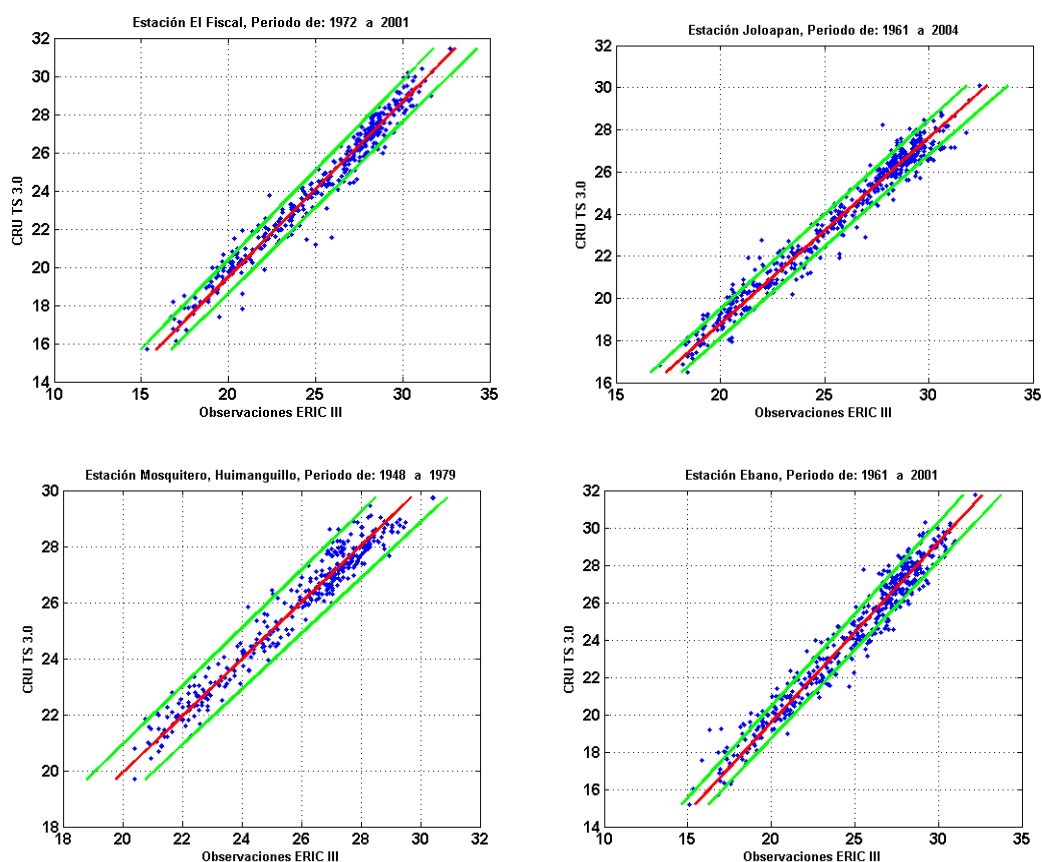 Estación El Fiscal, Periodo de: 1972 a 2001
32
30
28
26
24
22
20
18
16
14
CRU TS 3.0
10 15 20 25 30 35
Observaciones ERIC III
Estación Joloapan, Periodo de: 1961 a 2004
32
30
28
26
24
22
20
18
16
CRU TS 3.0
15 20 25 30 35
Observaciones ERIC III
Estación Mosquitero, Huimanguillo, Periodo de: 1948 a 1979
30
28
26
24
22
20
18
CRU TS 3.0
18 20 22 24 26 28 30 32
Observaciones ERIC III
Estación Ebano, Periodo de: 1961 a 2001
32
30
28
26
24
22
20
18
16
14
CRU TS 3.0
10 15 20 25 30 35
Observaciones ERIC III